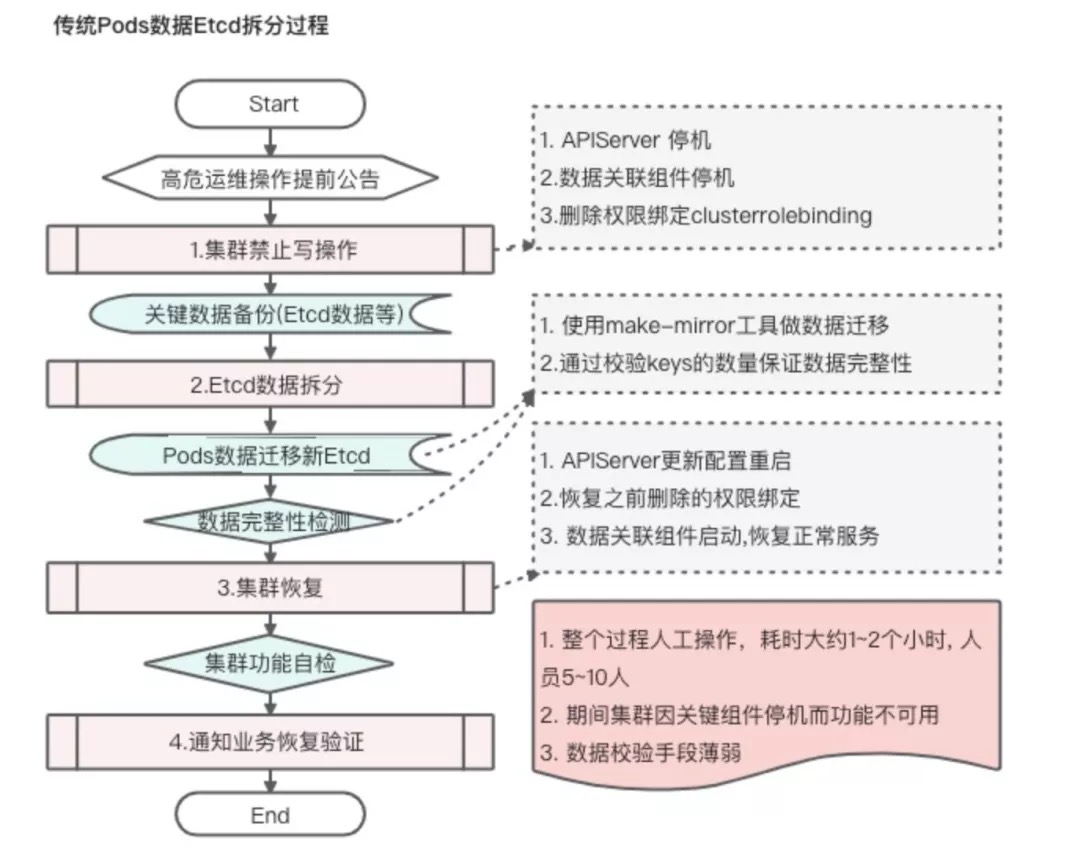 传统Pods数据Etcd拆分过程
Start
高危运维操作提前公告
1.集群禁止写操作
关键数据备份(Etcd数据等)
2.Etcd数据拆分
Pods数据迁移新Etcd
数据完整性检测
3.集群恢复
集群功能自检
4.通知业务恢复验证
End
1. APIServer 停机
2.数据关联组件停机
3.删除权限绑定clusterrolebinding
1. 使用make-mirror工具做数据迁移
2.通过校验keys的数量保证数据完整性
1. APIServer更新配置重启
2.恢复之前删除的权限绑定
3. 数据关联组件启动,恢复正常服务
1. 整个过程人工操作，耗时大约1~2个小时, 人
员5~10人
2. 期间集群因关键组件停机而功能不可用
3. 数据校验手段薄弱